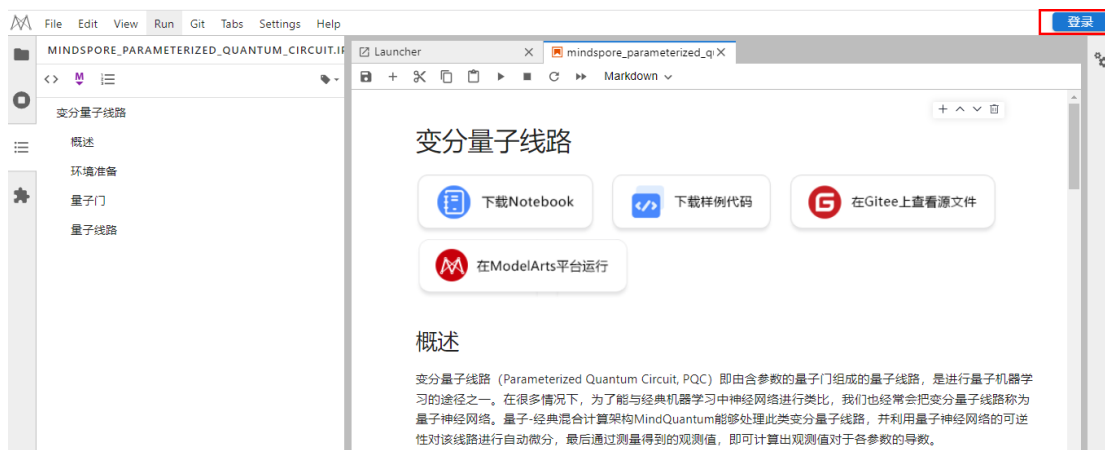 File Edit View Run Git Tabs Settings Help
登录
MINDSPORE_PARAMETERIZED_QUANTUM_CIRCUIT.IP
Launcher
mindspore_parameterized_q
Markdown
变分量子线路
概述
环境准备
量子门
量子线路
变分量子线路
下载Notebook
下载样例代码
在Gitee上查看源文件
在ModelArts平台运行
概述
变分量子线路（Parameterized Quantum Circuit, PQC）即由含参数的量子门组成的量子线路，是进行量子机器学
习的途径之一。在很多情况下，为了能与经典机器学习中神经网络进行类比，我们也经常会把变分量子线路称为
量子神经网络。量子-经典混合计算架构MindQuantum能够处理此类变分量子线路，并利用量子神经网络的可逆
性对该线路进行自动微分，最后通过测量得到的观测值，即可计算出观测值对于各参数的导数。